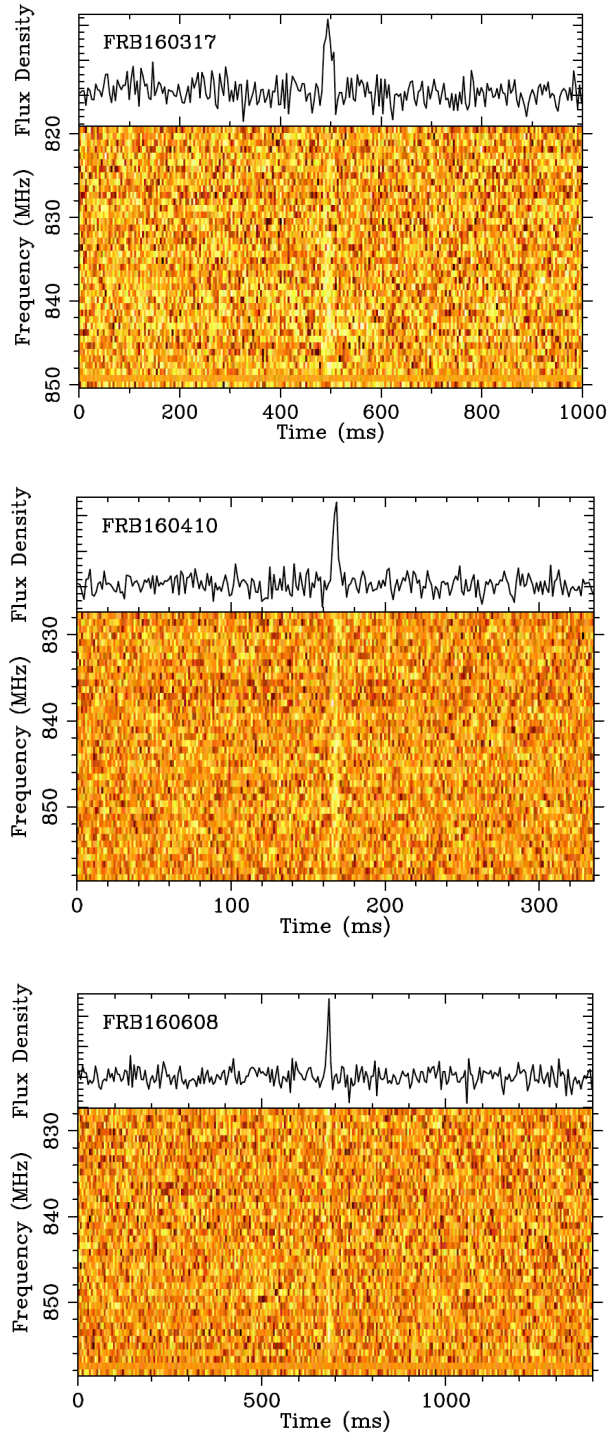 FRB160317
Flux Density
820
830
840
850
Frequency (MHz)
0 200 400 600 800 1000
Time (ms)
FRB160410
Flux Density
830
840
850
Frequency (MHz)
0 100 200 300
Time (ms)
FRB160608
Flux Density
830
840
850
Frequency (MHz)
0 500 1000
Time (ms)